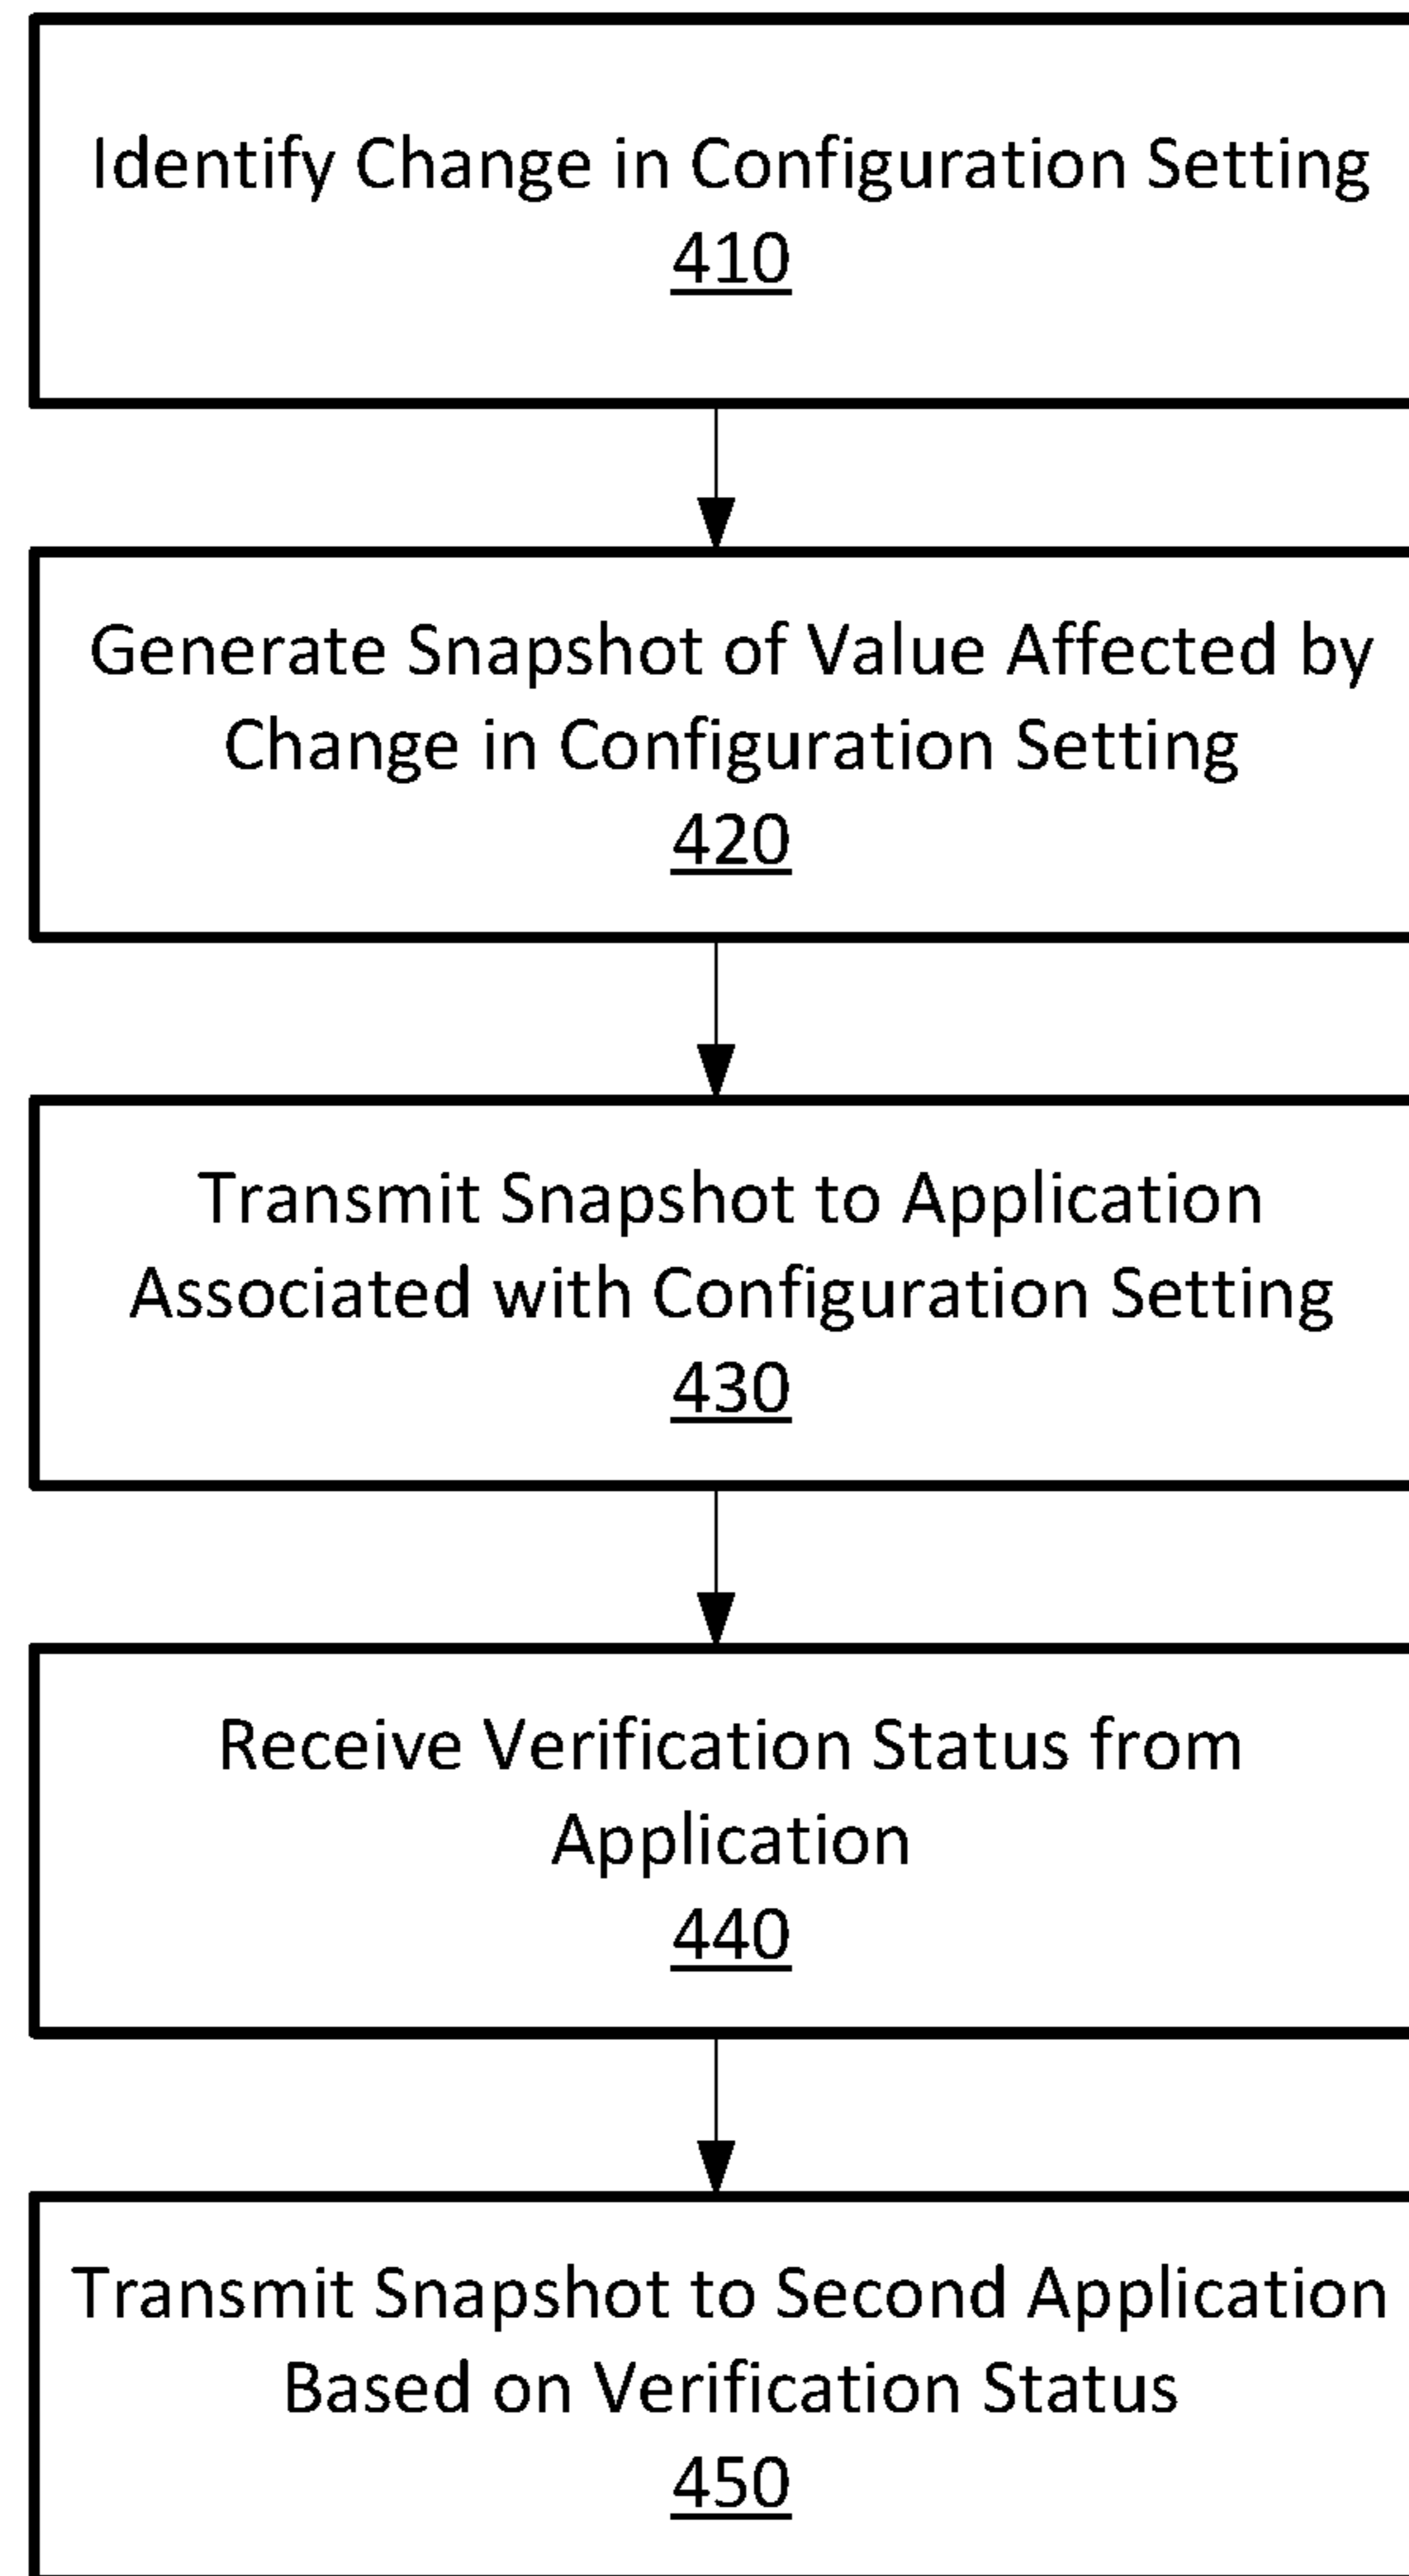 Identify Change in Configuration Setting
410
Generate Snapshot of Value Affected by
Change in Configuration Setting
420
Transmit Snapshot to Application
Associated with Configuration Setting
430
Receive Verification Status from
Application
440
Transmit Snapshot to Second Application
Based on Verification Status
450